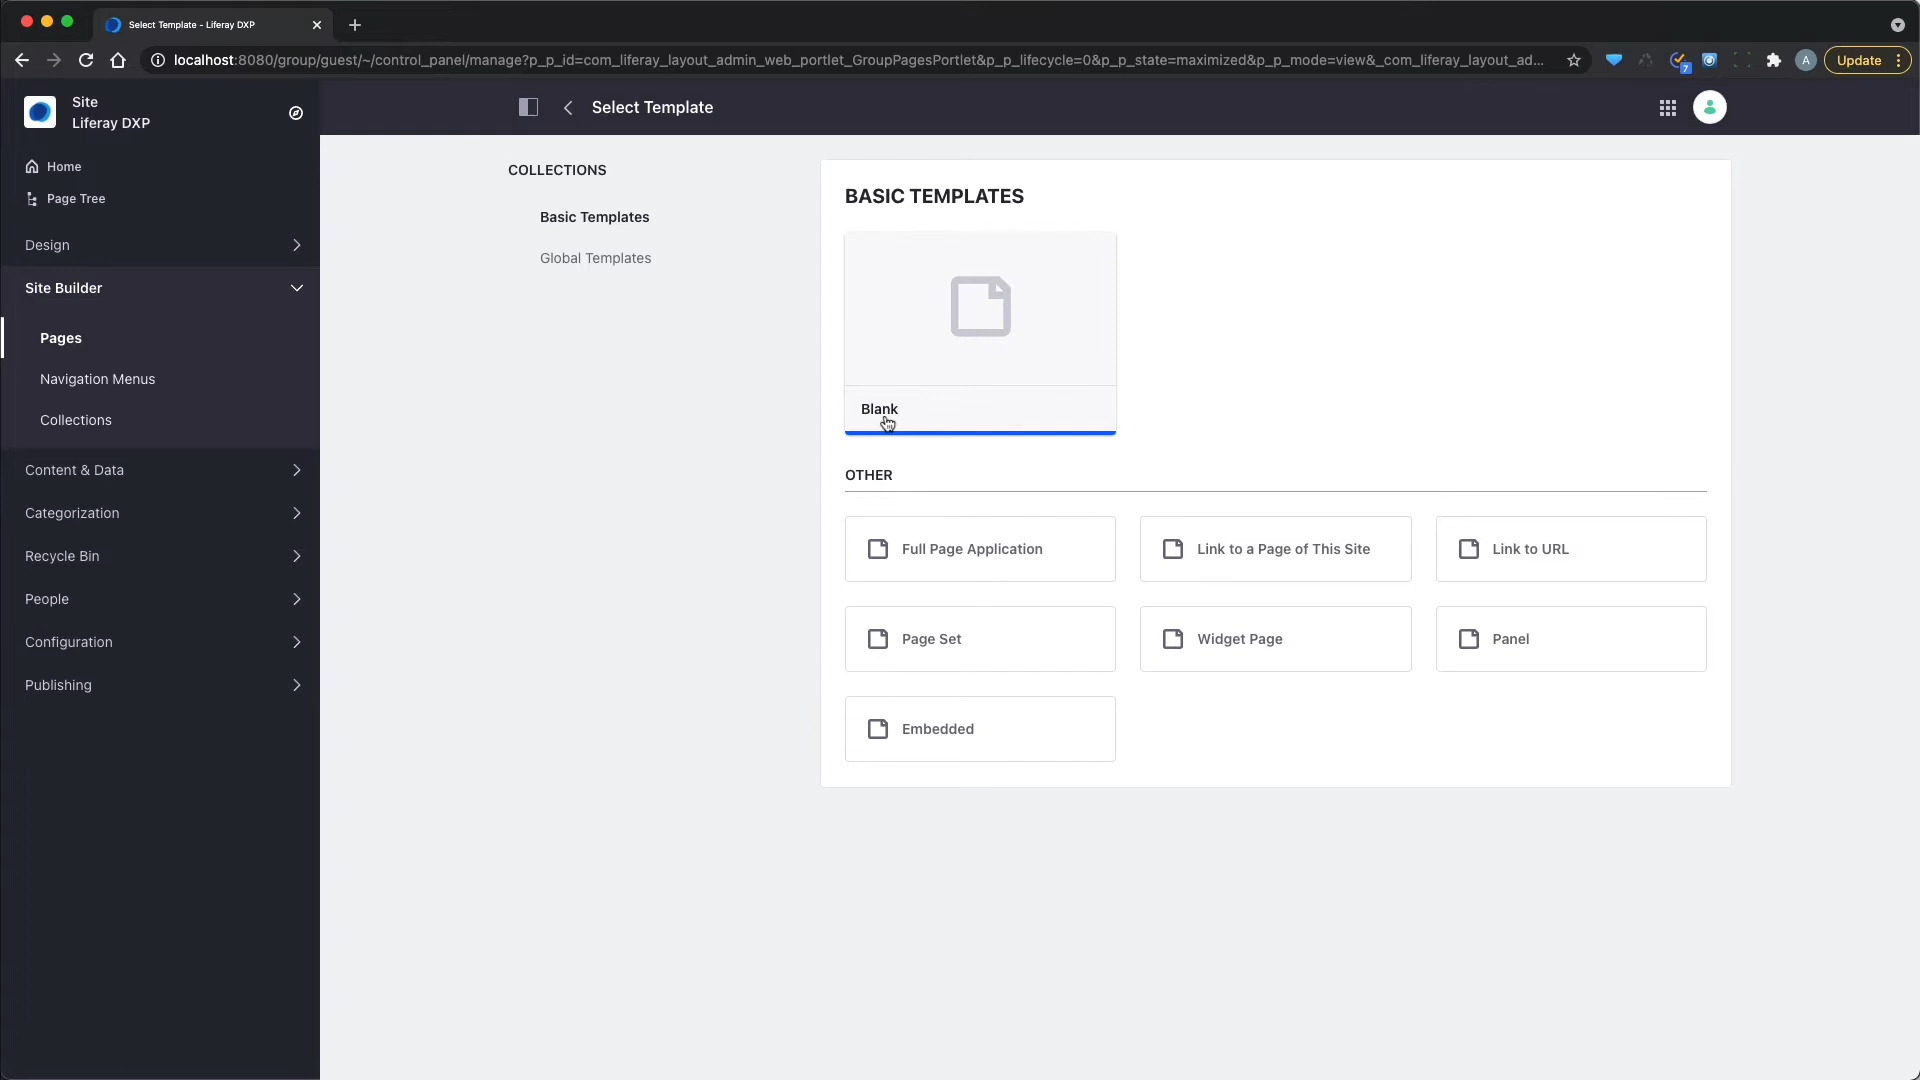 Select Template - Liferay DXP
localhost:8080/group/guest/~/control_panel/manage?p_p_id=com_liferay_layout_admin_web_portlet_GroupPagesPortlet&p_p_lifecycle=0&p_p_state=maximized&p_p_mode=view&_com_liferay_layout_ad...
7
A
Update
Site
Liferay DXP
Select Template
Home
Page Tree
Design
Site Builder
Pages
Navigation Menus
Collections
Content & Data
Categorization
Recycle Bin
People
Configuration
Publishing
COLLECTIONS
Basic Templates
Global Templates
BASIC TEMPLATES
Blank
OTHER
Full Page Application
Link to a Page of This Site
Link to URL
Page Set
Widget Page
Panel
Embedded